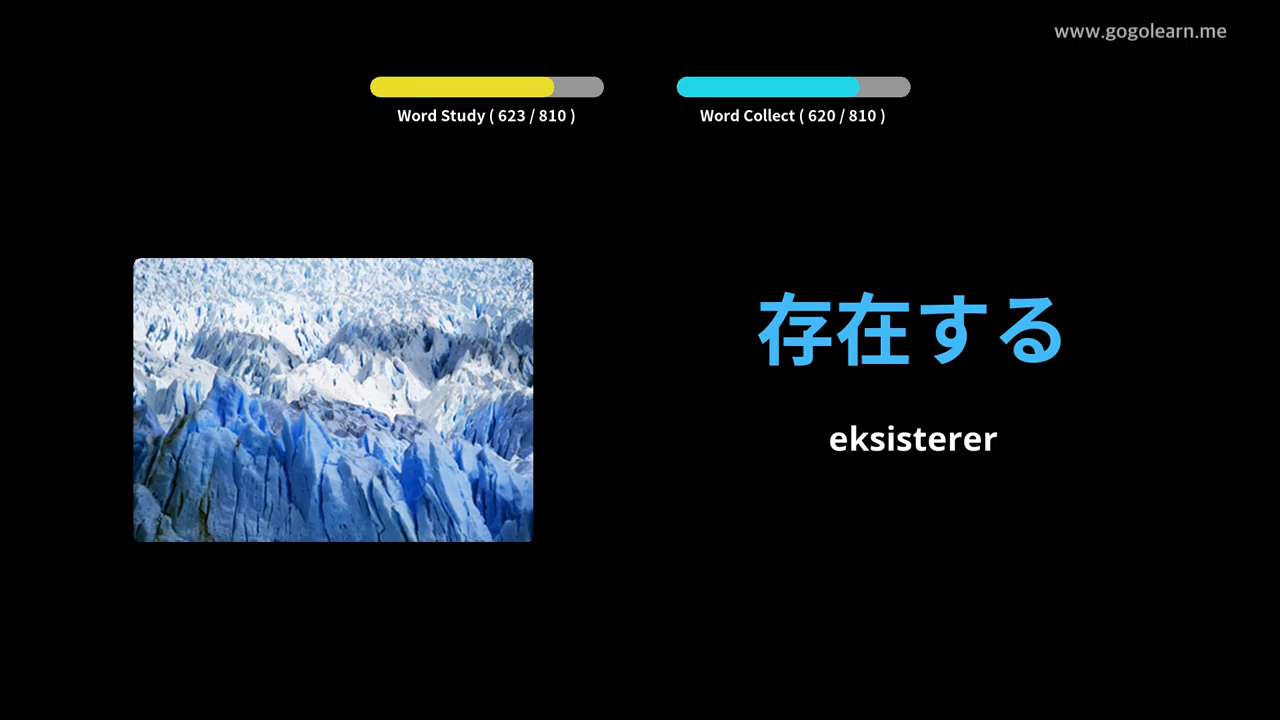 www.gogolearn.me
Word Study ( 623 / 810 )
Word Collect ( 620 / 810 )
存在する
eksisterer